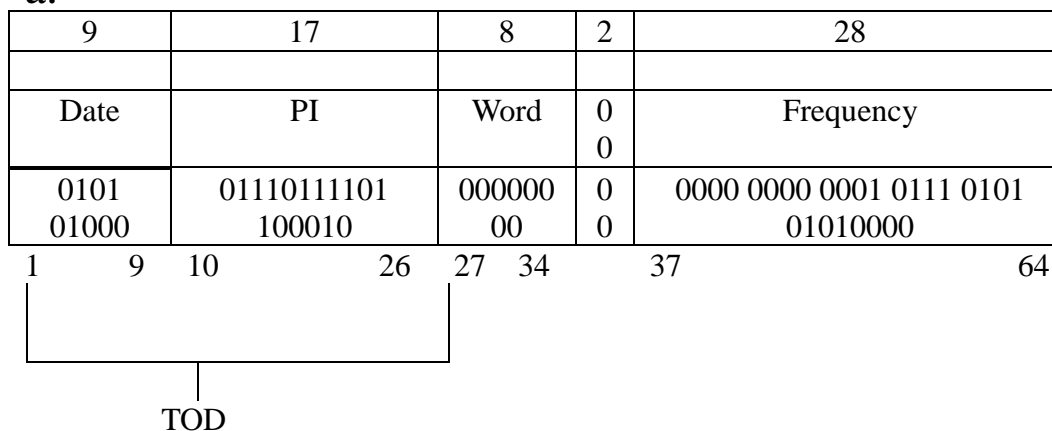 9 17 8 2 28
Date PI Word 0 Frequency
0
0101 01110111101 000000 0 0000 0000 0001 0111 0101
01000 100010 00 0 01010000
1 9 10 26 27 34 37 64
TOD